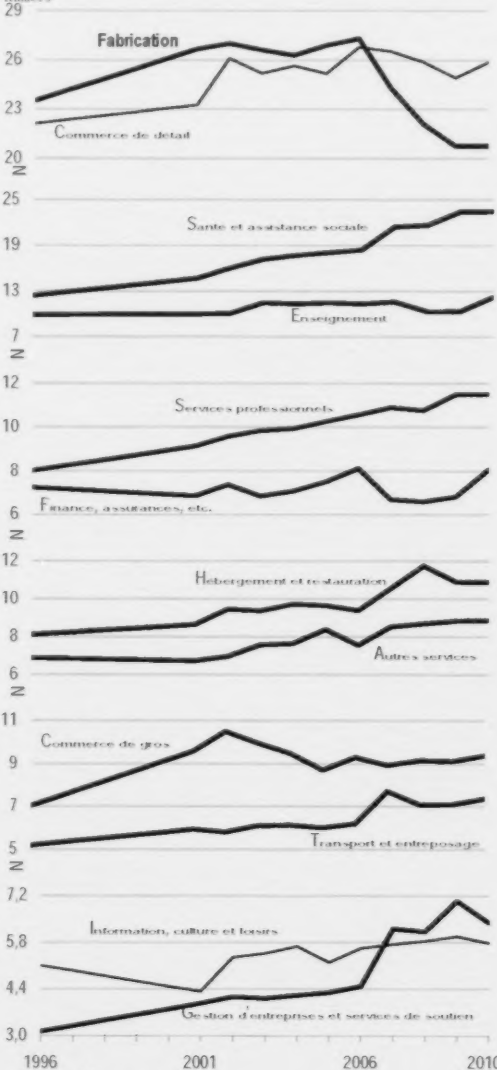 29
Fabrication
26
23
Commerce de détail
20
N
25
Santé et assistance sociale
19
13
Enseignement
7
N
12
Services professionnels
10
8
Finance, assurances, etc.
6
N
12
Hébergement et restauration
10
8
Autres services
6
N
11
Commerce de gros
9
7
Transport et entreposage
5
N
7,2
Information, culture et loisirs
5,8
4,4
Gestion d'entreprises et services de soutien
3,0
1996 2001 2006 2010